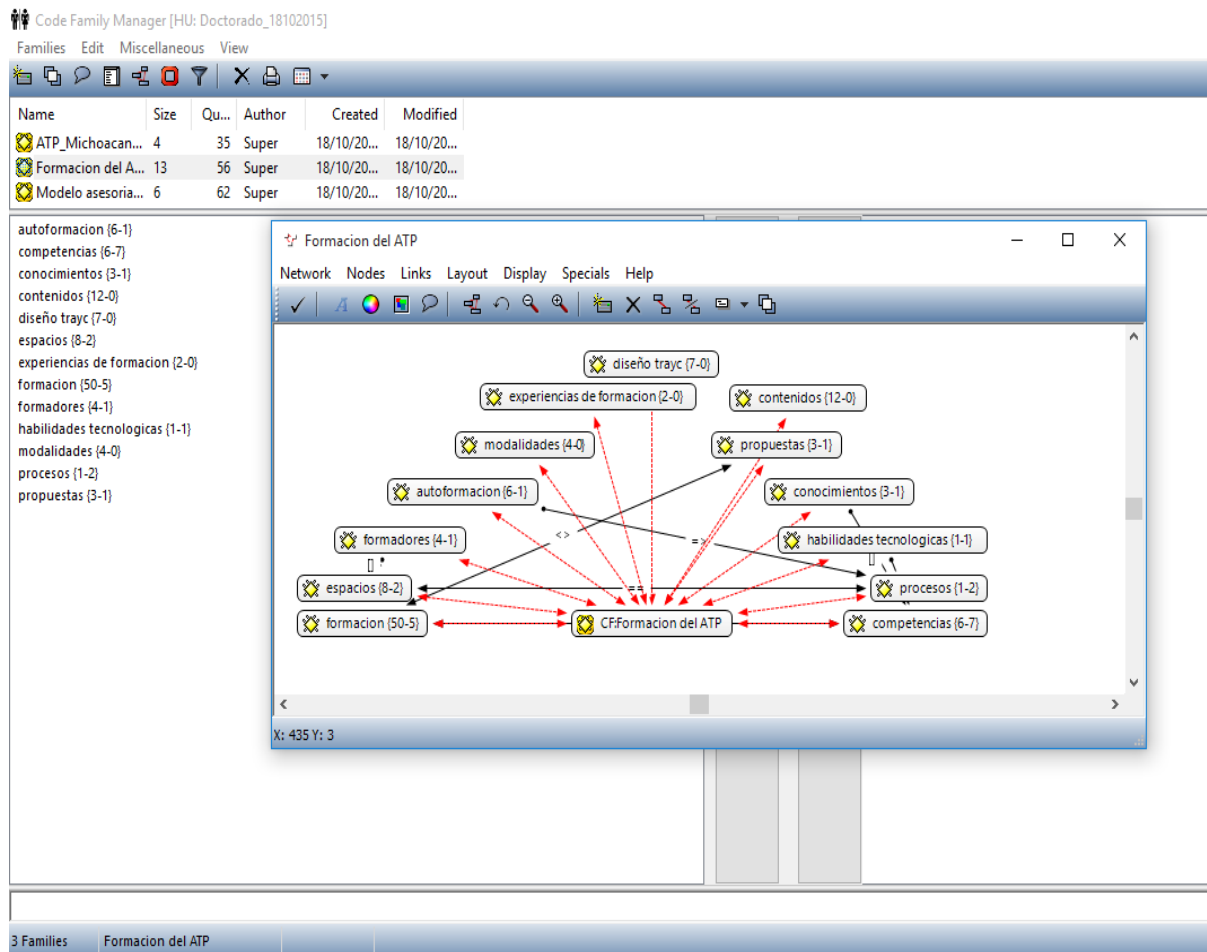 Code Family Manager [HU: Doctorado_18102015]
Families Edit Miscellaneous View
Name Size Qu... Author Created Modified
ATP_Michoacan... 4 35 Super 18/10/20... 18/10/20...
Formacion del A... 13 56 Super 18/10/20... 18/10/20...
Modelo asesoria... 6 62 Super 18/10/20... 18/10/20...
autoformacion {6-1}
competencias {6-7}
conocimientos {3-1}
contenidos {12-0}
diseño trayc {7-0}
espacios {8-2}
experiencias de formacion {2-0}
formacion {50-5}
formadores {4-1}
habilidades tecnologicas {1-1}
modalidades {4-0}
procesos {1-2}
propuestas {3-1}
Formacion del ATP
Network Nodes Links Layout Display Specials Help
diseño trayc {7-0}
experiencias de formacion {2-0}
contenidos {12-0}
modalidades {4-0}
propuestas {3-1}
autoformacion {6-1}
conocimientos {3-1}
<>
formadores {4-1}
=>
habilidades tecnologicas {1-1}
[]
[]
espacios {8-2}
==
procesos {1-2}
formacion {50-5}
CF:Formacion del ATP
competencias {6-7}
X: 435 Y: 3
3 Families Formacion del ATP